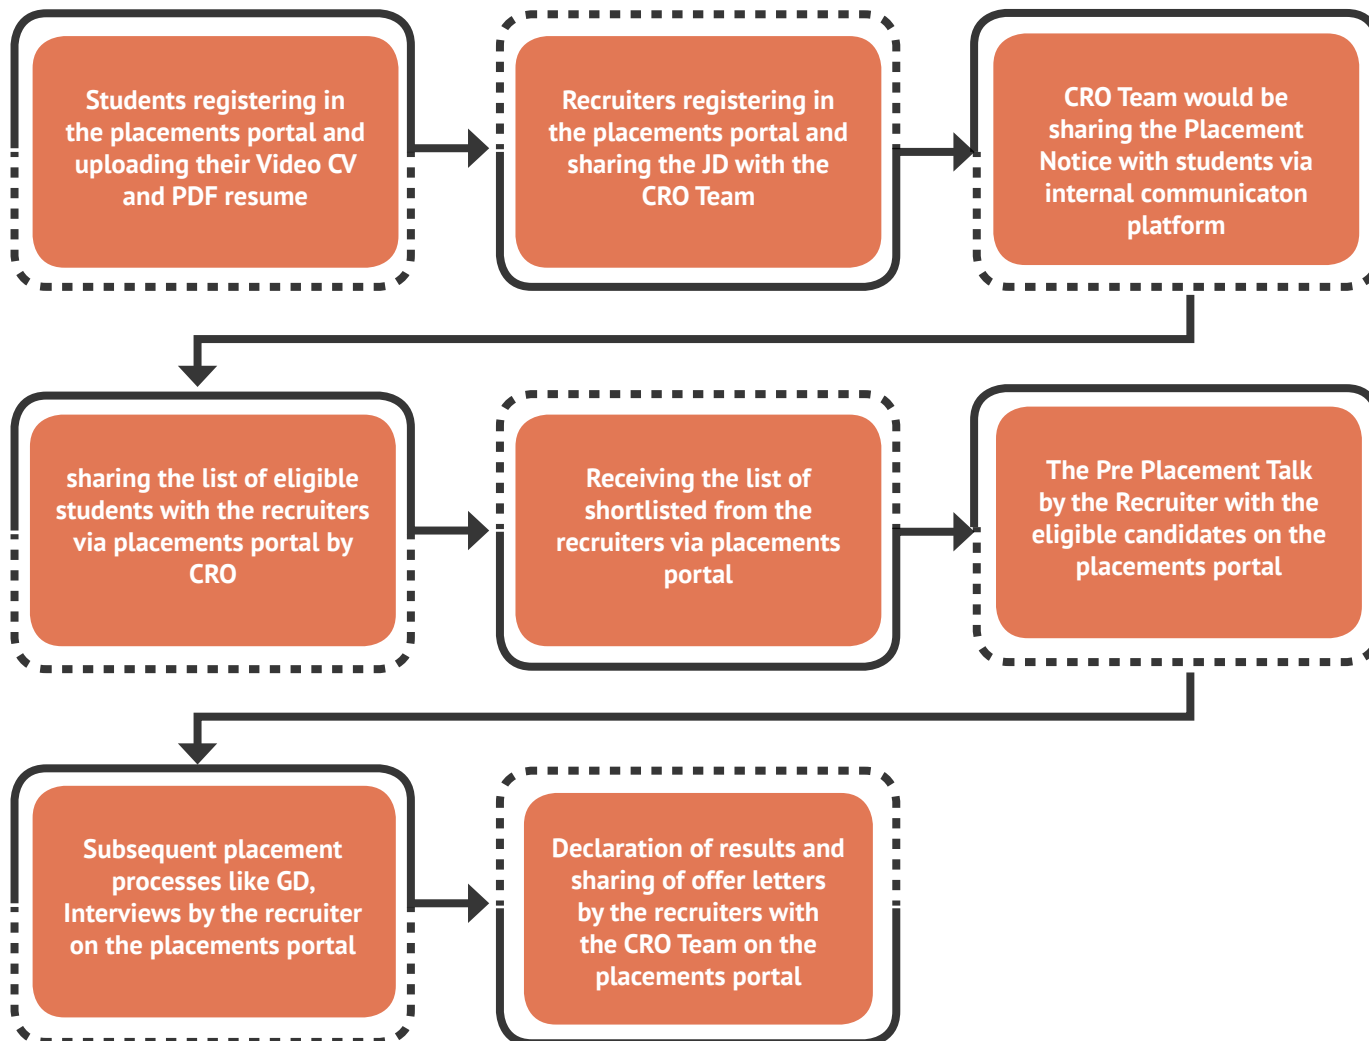 Students registering in
the placements portal and
uploading their Video CV
and PDF resume
Recruiters registering in
the placements portal and
sharing the JD with the
CRO Team
CRO Team would be
sharing the Placement
Notice with students via
internal communicaton
platform
sharing the list of eligible
students with the recruiters
via placements portal by
CRO
Receiving the list of
shortlisted from the
recruiters via placements
portal
The Pre Placement Talk
by the Recruiter with the
eligible candidates on the
placements portal
Subsequent placement
processes like GD,
Interviews by the recruiter
on the placements portal
Declaration of results and
sharing of offer letters
by the recruiters with
the CRO Team on the
placements portal